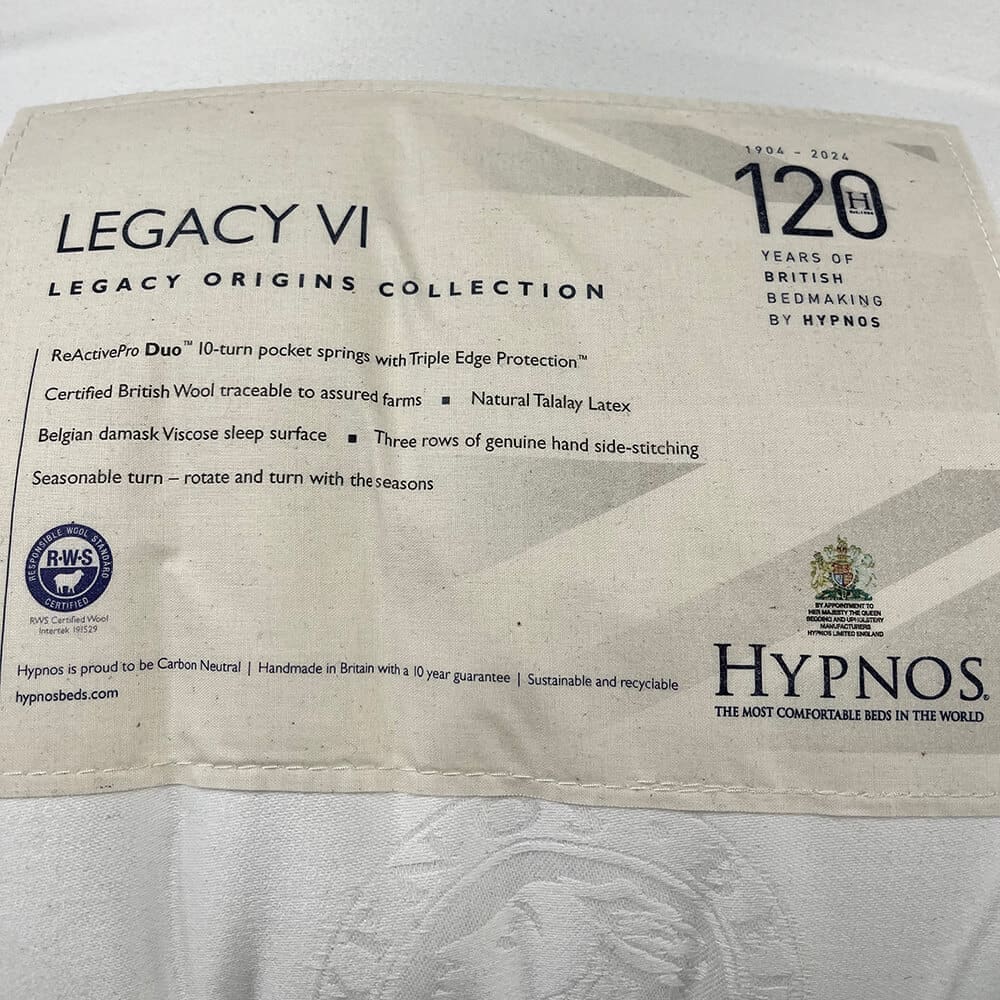 1904 – 2024
120
H
YEARS OF
BRITISH
BEDMAKING
BY HYPNOS
LEGACY VI
LEGACY ORIGINS COLLECTION
ReActivePro Duo™ 10-turn pocket springs with Triple Edge Protection™
Certified British Wool traceable to assured farms ▪ Natural Talalay Latex
Belgian damask Viscose sleep surface ▪ Three rows of genuine hand side-stitching
Seasonable turn – rotate and turn with the seasons
RESPONSIBLE WOOL STANDARD
R·W·S
CERTIFIED
RWS Certified Wool
Intertek 191529
BY APPOINTMENT TO
HER MAJESTY THE QUEEN
BEDDING AND UPHOLSTERY
MANUFACTURERS
HYPNOS LIMITED ENGLAND
HYPNOS®
THE MOST COMFORTABLE BEDS IN THE WORLD
Hypnos is proud to be Carbon Neutral | Handmade in Britain with a 10 year guarantee | Sustainable and recyclable
hypnosbeds.com